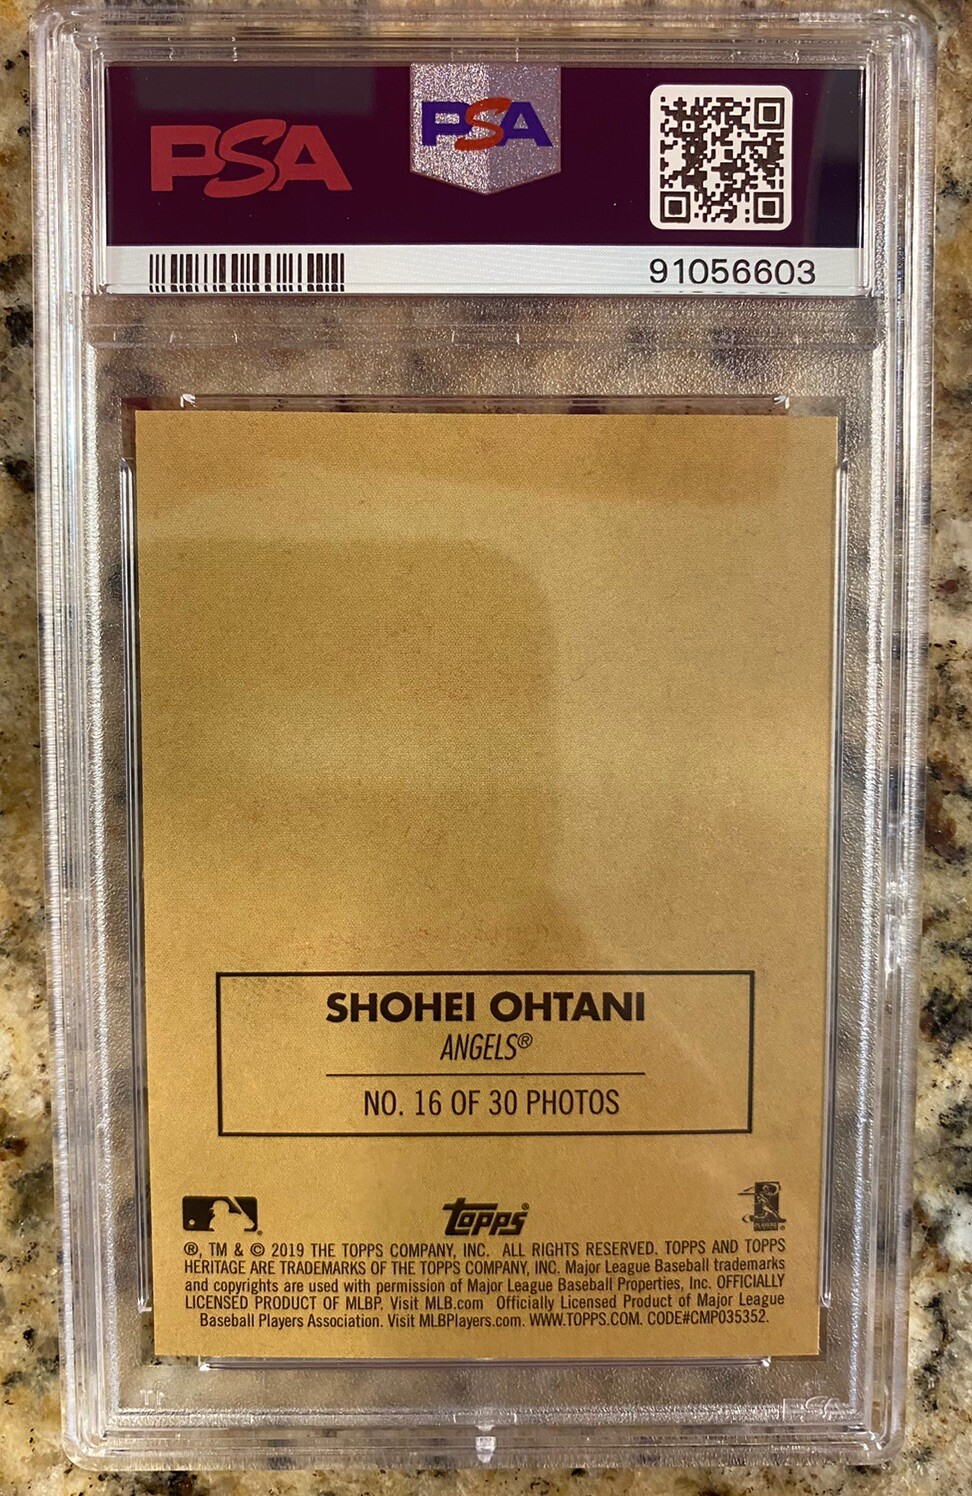 PSA
PSA
91056603
SHOHEI OHTANI
ANGELS®
NO. 16 OF 30 PHOTOS
topps®
®, TM & © 2019 THE TOPPS COMPANY, INC. ALL RIGHTS RESERVED. TOPPS AND TOPPS
HERITAGE ARE TRADEMARKS OF THE TOPPS COMPANY, INC. Major League Baseball trademarks
and copyrights are used with permission of Major League Baseball Properties, Inc. OFFICIALLY
LICENSED PRODUCT OF MLBP. Visit MLB.com Officially Licensed Product of Major League
Baseball Players Association. Visit MLBPlayers.com. WWW.TOPPS.COM. CODE#CMP035352.